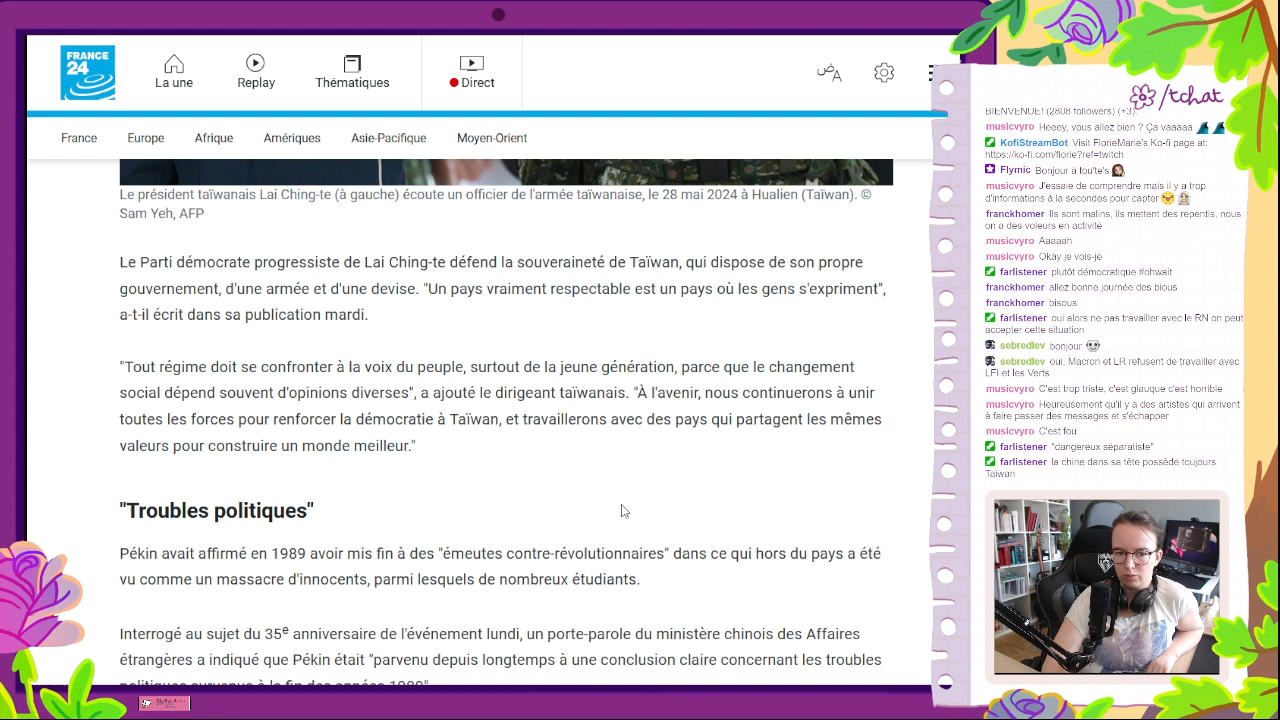 FRANCE
24
La une
Replay
Thématiques
Direct
France
Europe
Afrique
Amériques
Asie-Pacifique
Moyen-Orient
Le président taïwanais Lai Ching-te (à gauche) écoute un officier de l'armée taïwanaise, le 28 mai 2024 à Hualien (Taïwan). ©
Sam Yeh, AFP
Le Parti démocrate progressiste de Lai Ching-te défend la souveraineté de Taïwan, qui dispose de son propre
gouvernement, d'une armée et d'une devise. "Un pays vraiment respectable est un pays où les gens s'expriment",
a-t-il écrit dans sa publication mardi.
"Tout régime doit se confronter à la voix du peuple, surtout de la jeune génération, parce que le changement
social dépend souvent d'opinions diverses", a ajouté le dirigeant taïwanais. "À l'avenir, nous continuerons à unir
toutes les forces pour raffermir la démocratie à Taïwan, et travaillerons avec des pays qui partagent les mêmes
valeurs pour construire un monde meilleur."
"Troubles politiques"
Pékin avait affirmé en 1989 avoir mis fin à des "émeutes contre-révolutionnaires" dans ce qui hors du pays a été
vu comme un massacre d'innocents, parmi lesquels de nombreux étudiants.
Interrogé au sujet du 35e anniversaire de l'événement lundi, un porte-parole du ministère chinois des Affaires
étrangères a indiqué que Pékin était "parvenu depuis longtemps à une conclusion claire concernant les troubles
politiques survenus à la fin des années 1980".
/tchat
BIENVENUE! (2808 followers) (+3).
musicvyro Heeey, vous allez bien ? Ça vaaaaa
KofiStreamBot Visit FlorieMarie's Ko-fi page at:
https://ko-fi.com/florie?ref=twitch
Flymic Bonjour à tou'te's
musicvyro J'essaie de comprendre mais il y a trop
d'informations à la secondes pour capter
franckhomer Ils sont malins, ils mettent des repentis, nous
on a des voleurs en activité
musicvyro Aaaaah
musicvyro Okay je vois-je
farlistener plutôt démocratique #ohwait
franckhomer allez bonne journée des bious
franckhomer bisous
farlistener oui alors ne pas travailler avec le RN on peut
accepter cette situation
sebredlev bonjour
sebredlev oui, Macron et LR refusent de travailler avec
LFI et les Verts
musicvyro C'est trop triste, c'est glauque c'est horrible
musicvyro Heureusement qu'il y a des artistes qui arrivent
à faire passer des messages et s'échapper
musicvyro C'est fou
farlistener "dangereux séparatiste"
farlistener la chine dans sa tête possède toujours
Taiwan